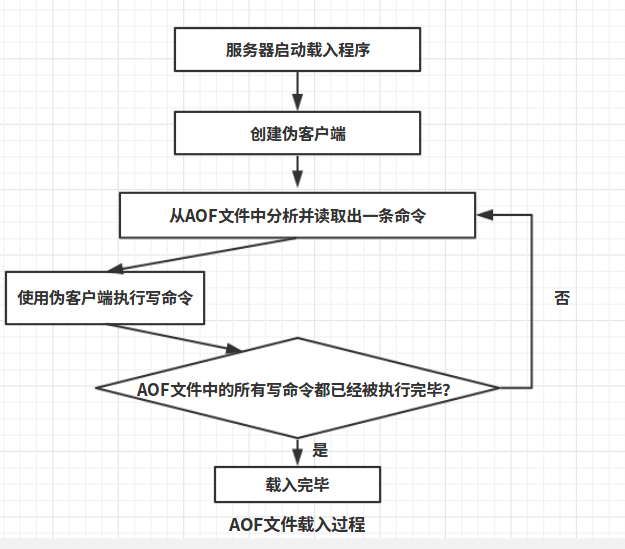 服务器启动载入程序
创建伪客户端
从AOF文件中分析并读取出一条命令
使用伪客户端执行写命令
否
AOF文件中的所有写命令都已经被执行完毕?
是
载入完毕
AOF文件载入过程